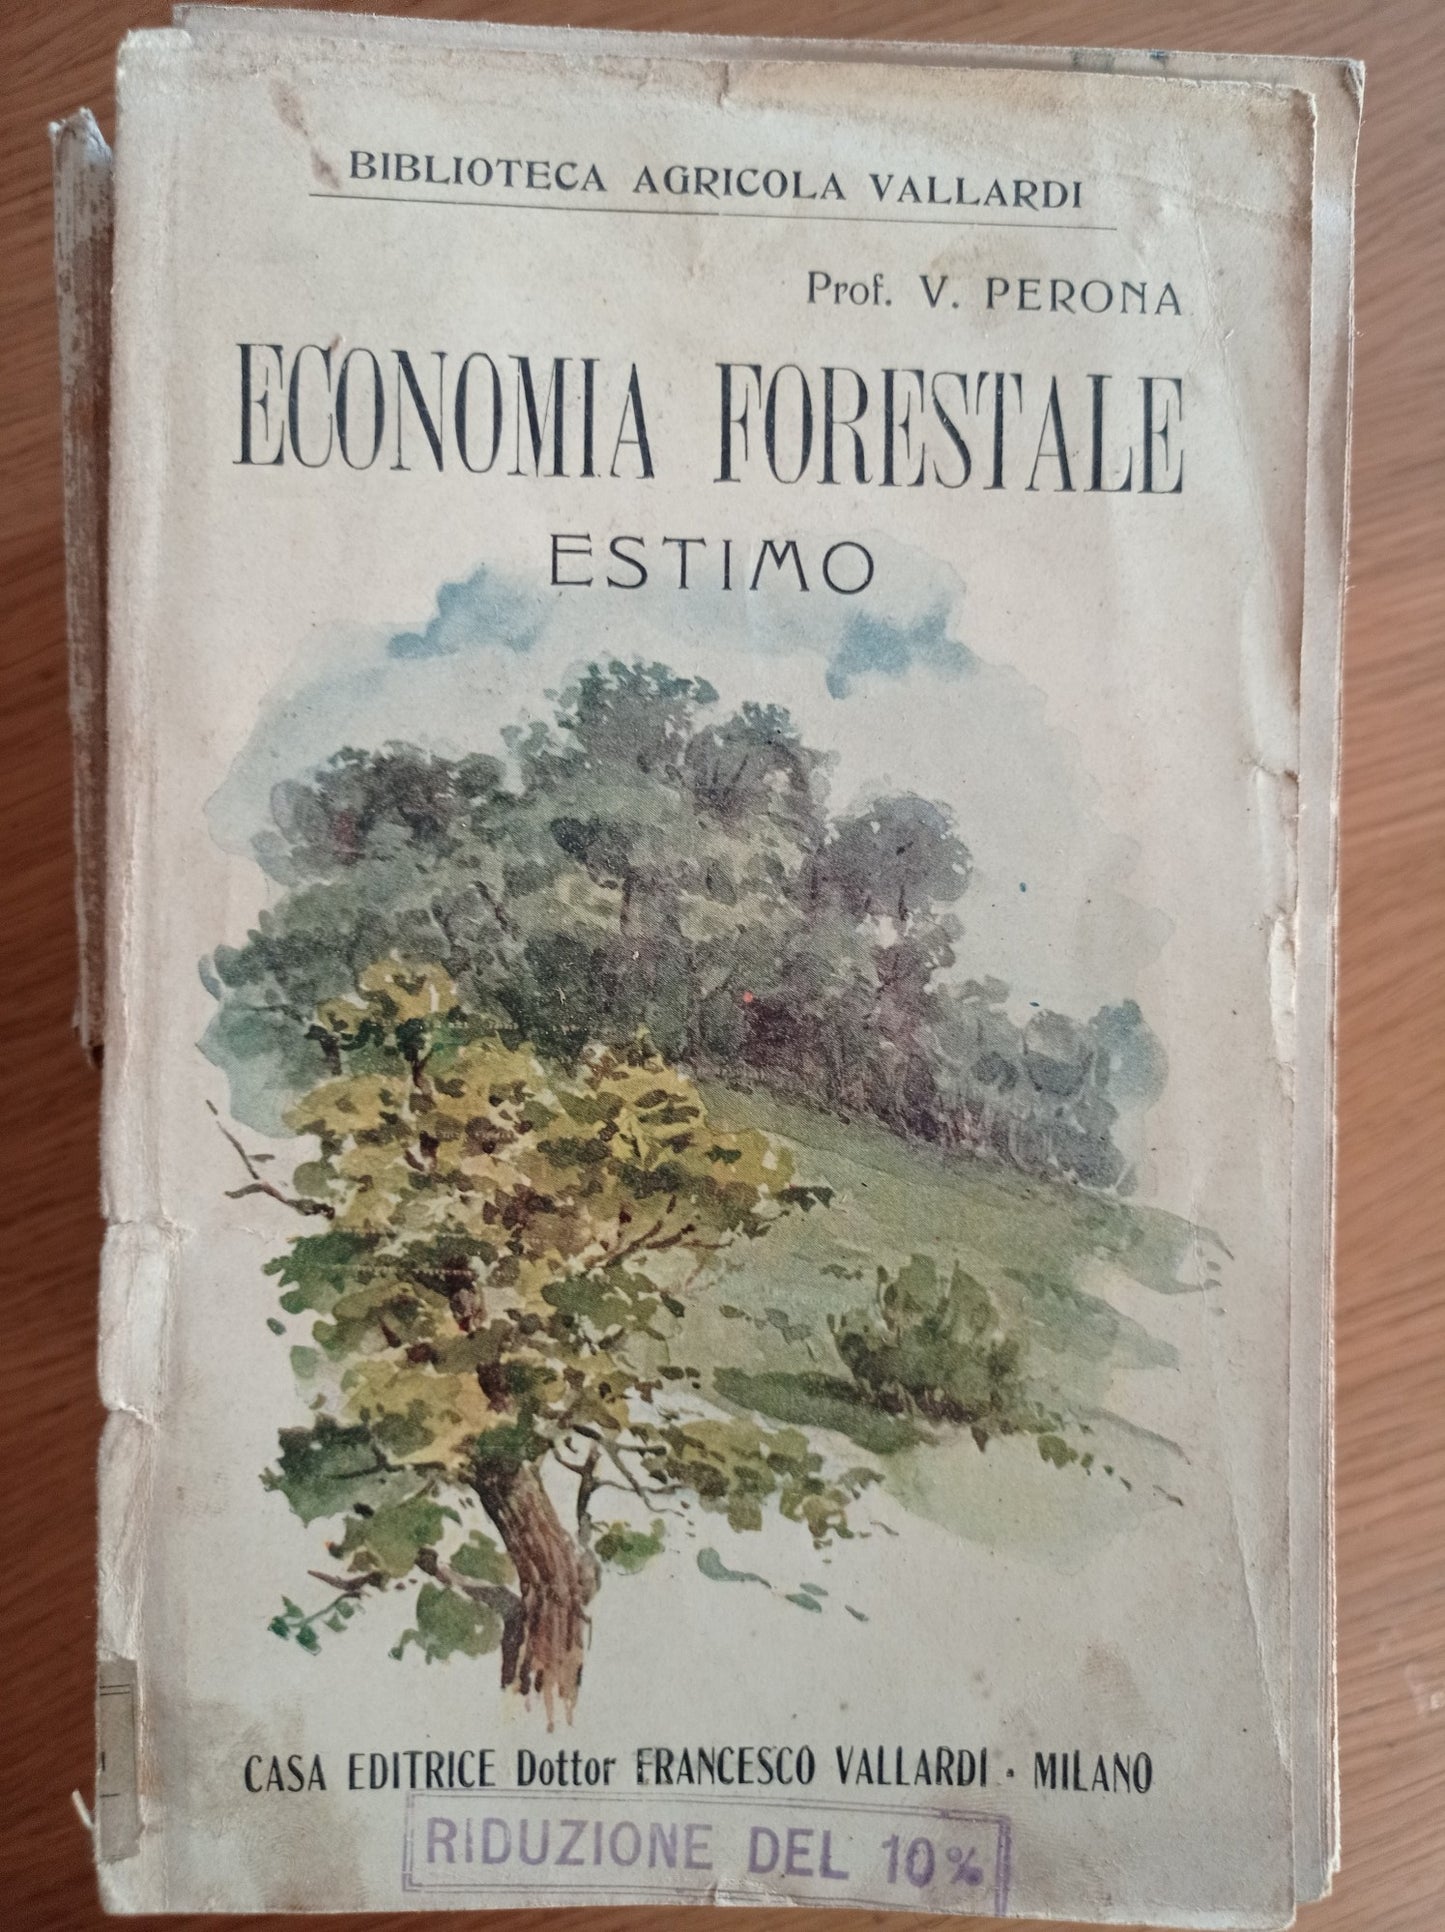 BIBLIOTECA AGRICOLA VALLARDI
Prof. V. PERONA
ECONOMIA FORESTALE
ESTIMO
CASA EDITRICE Dottor FRANCESCO VALLARDI - MILANO
RIDUZIONE DEL 10%